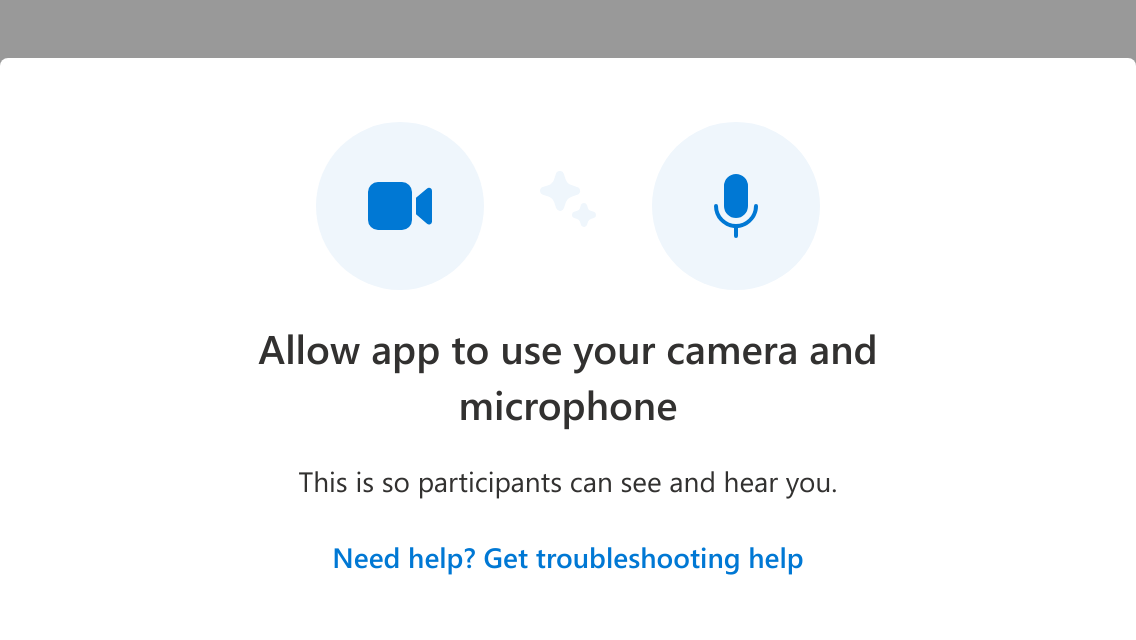 Allow app to use your camera and
microphone
This is so participants can see and hear you.
Need help? Get troubleshooting help